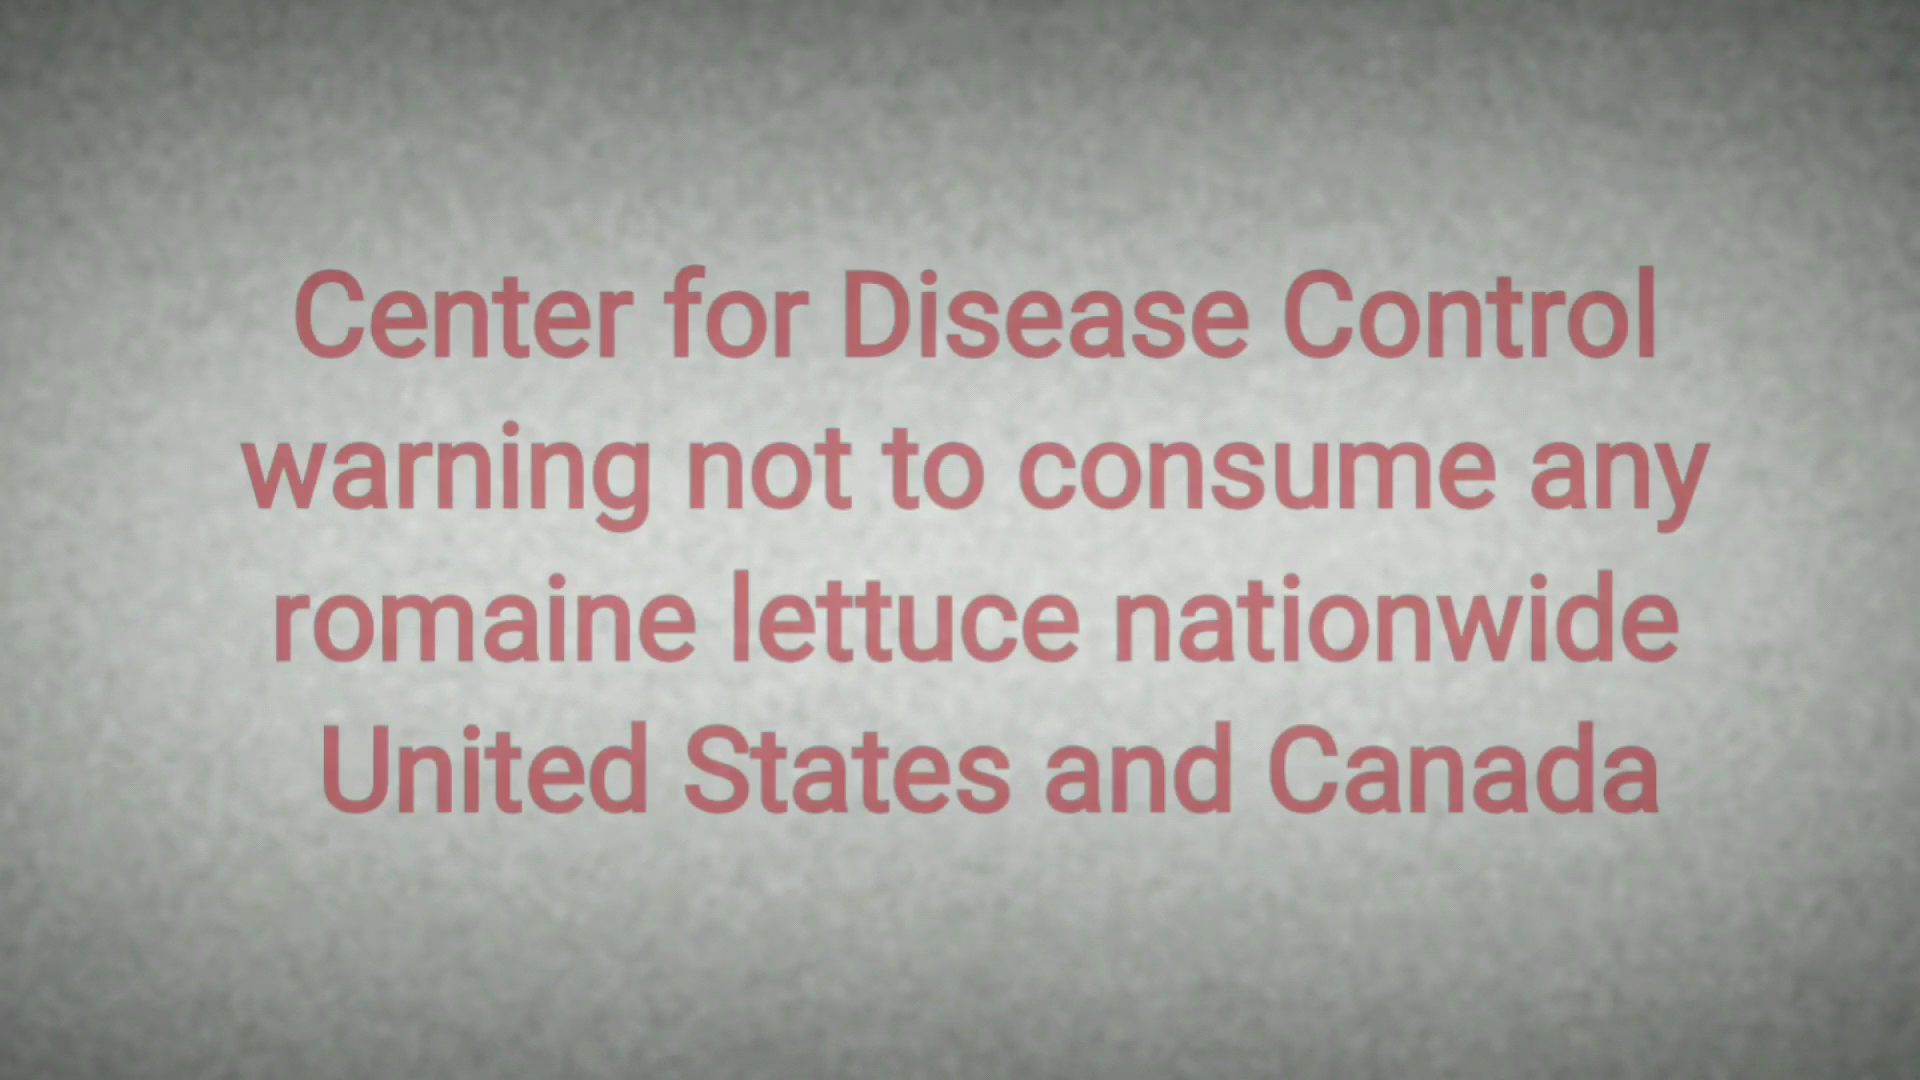 Center for Disease Control
warning not to consume any
romaine lettuce nationwide
United States and Canada